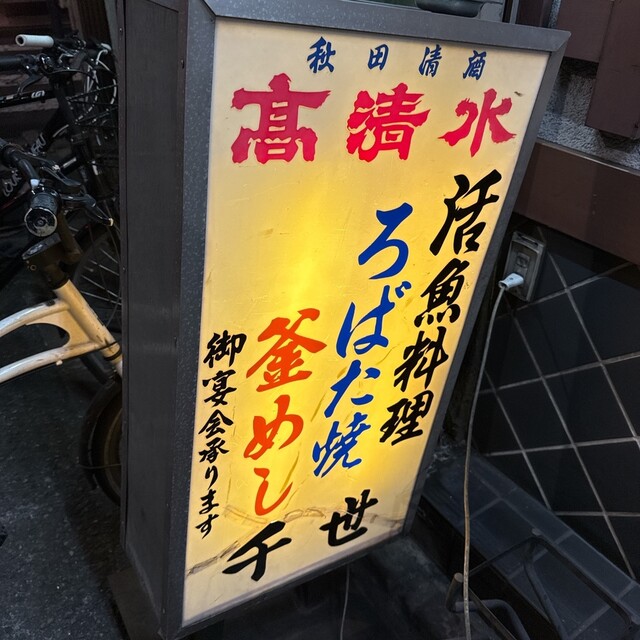 秋田清酒
髙清水
活魚料理
ろばた焼
釜めし
御宴会承ります
千世